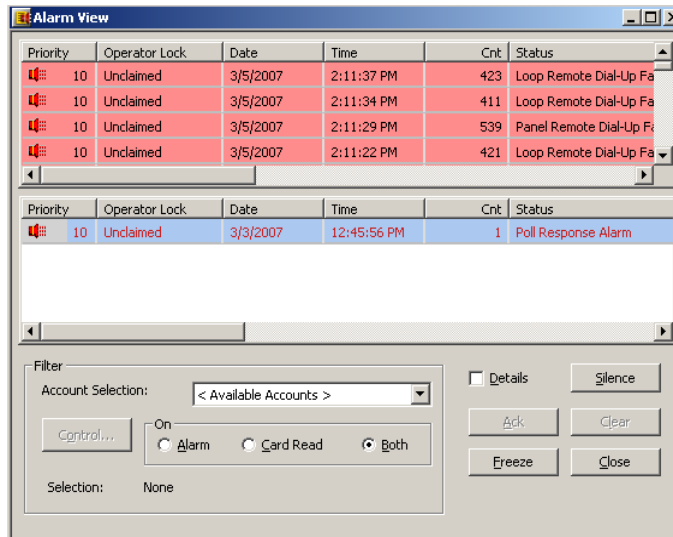 Alarm View
Priority Operator Lock Date Time Cnt Status
10 Unclaimed 3/5/2007 2:11:37 PM 423 Loop Remote Dial-Up Fa
10 Unclaimed 3/5/2007 2:11:34 PM 411 Loop Remote Dial-Up Fa
10 Unclaimed 3/5/2007 2:11:29 PM 539 Panel Remote Dial-Up Fa
10 Unclaimed 3/5/2007 2:11:22 PM 421 Loop Remote Dial-Up Fa
Priority Operator Lock Date Time Cnt Status
10 Unclaimed 3/3/2007 12:45:56 PM 1 Poll Response Alarm
Filter
Account Selection: < Available Accounts >
Details
Silence
Control...
On
Alarm Card Read Both
Ack
Clear
Freeze
Close
Selection: None